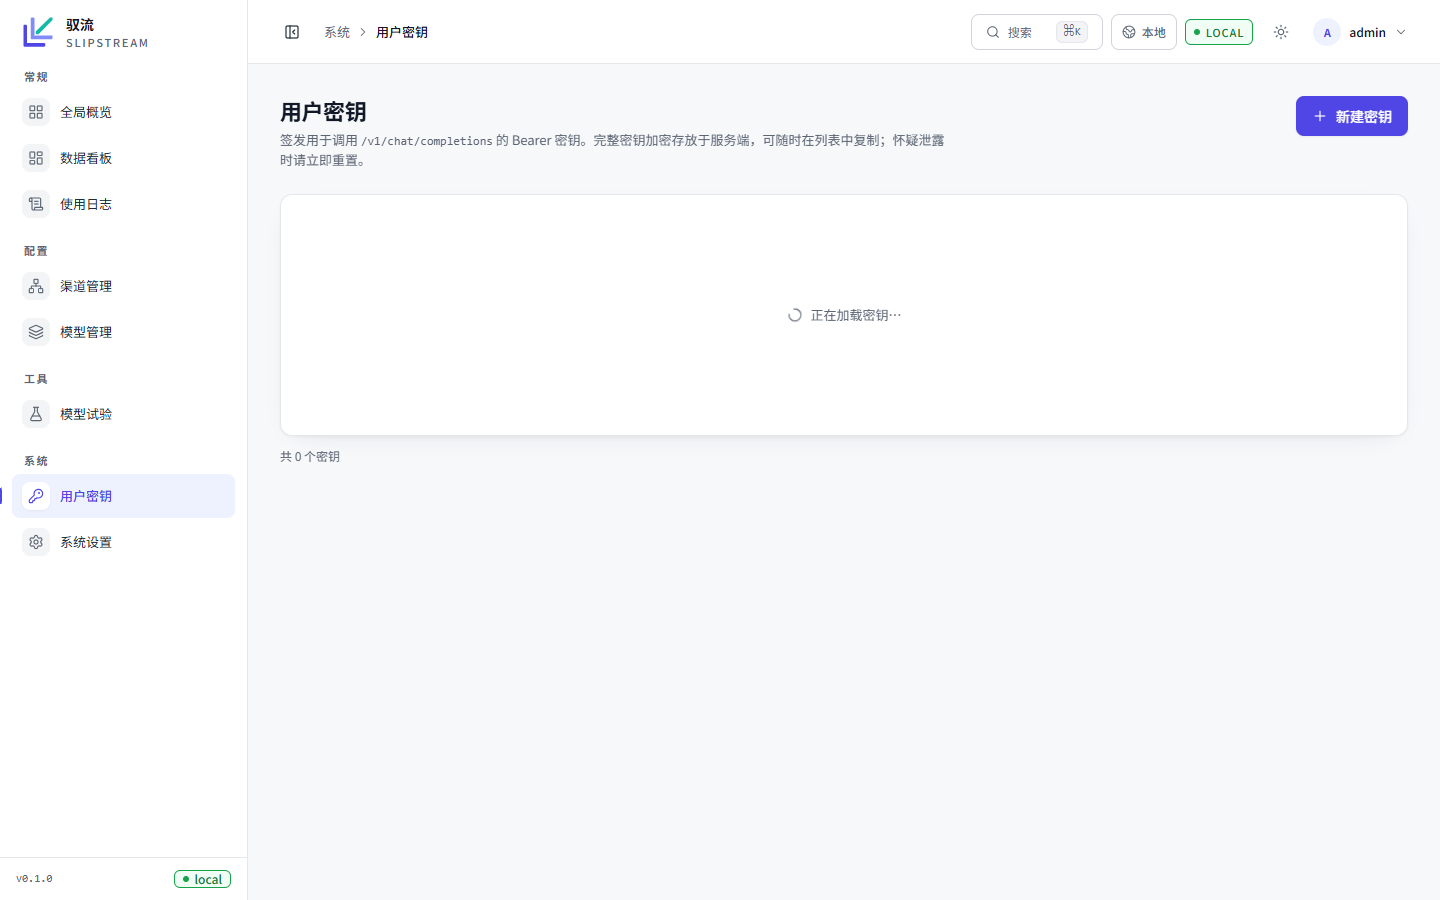 驭流
SLIPSTREAM
常规
全局概览
数据看板
使用日志
配置
渠道管理
模型管理
工具
模型试验
系统
用户密钥
系统设置
v0.1.0
local
系统 > 用户密钥
搜索 ⌘K
本地
LOCAL
A admin
用户密钥
签发用于调用 /v1/chat/completions 的 Bearer 密钥。完整密钥加密存放于服务端，可随时在列表中复制；怀疑泄露
时请立即重置。
新建密钥
正在加载密钥…
共 0 个密钥